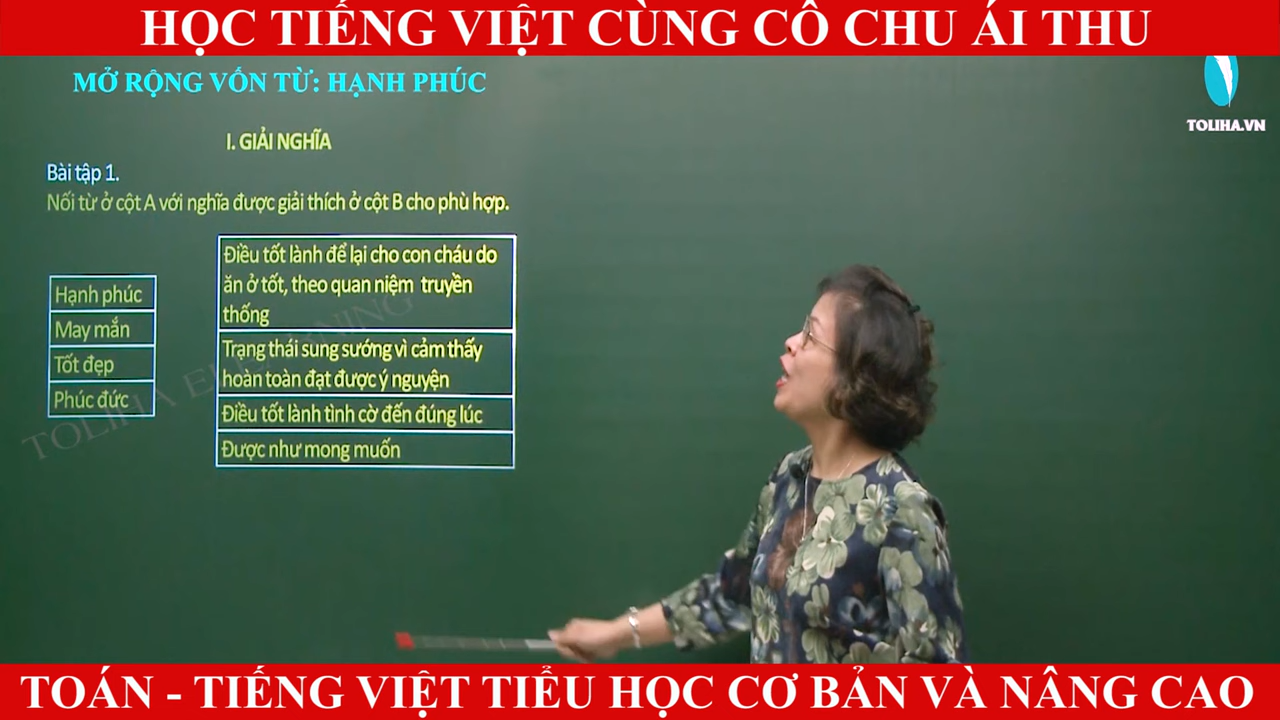 HỌC TIẾNG VIỆT CÙNG CÔ CHU ÁI THU
MỞ RỘNG VỐN TỪ: HẠNH PHÚC
TOLIHA.VN
I. GIẢI NGHĨA
Bài tập 1.
Nối từ ở cột A với nghĩa được giải thích ở cột B cho phù hợp.
Hạnh phúc
May mắn
Tốt đẹp
Phúc đức
Điều tốt lành để lại cho con cháu do
ăn ở tốt, theo quan niệm truyền
thống
Trạng thái sung sướng vì cảm thấy
hoàn toàn đạt được ý nguyện
Điều tốt lành tình cờ đến đúng lúc
Được như mong muốn
TOÁN - TIẾNG VIỆT TIỂU HỌC CƠ BẢN VÀ NÂNG CAO